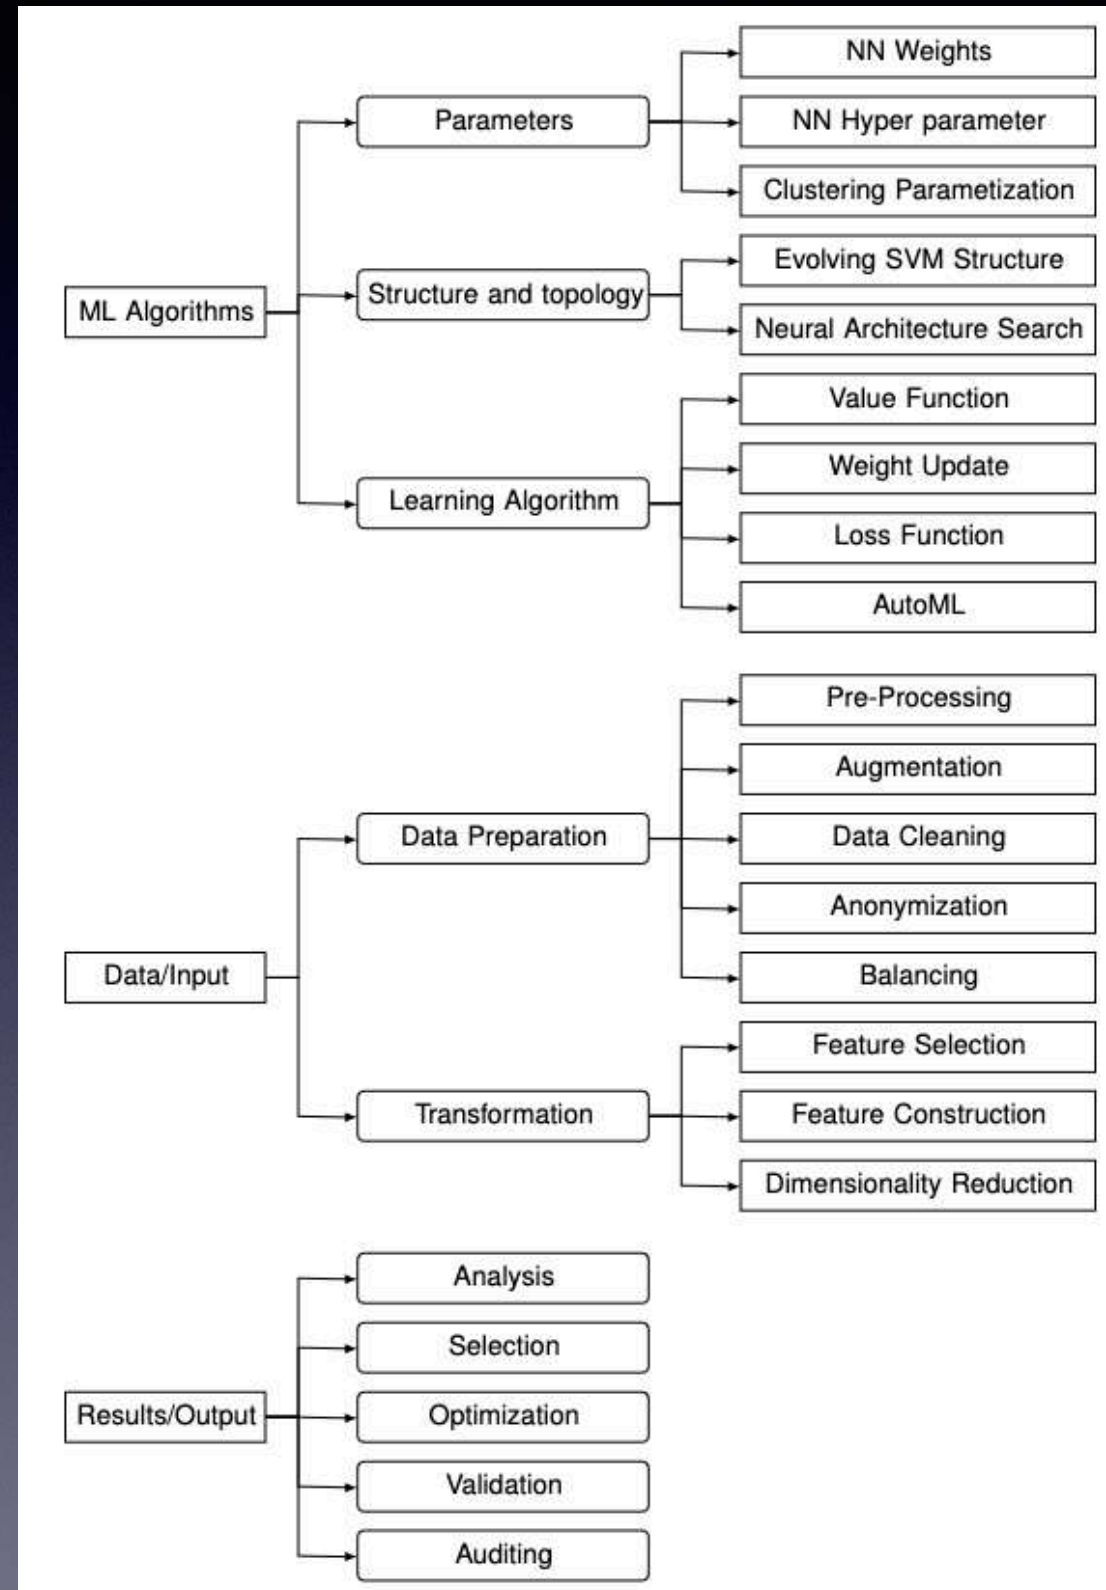 NN Weights
Parameters
NN Hyper parameter
Clustering Parametization
Evolving SVM Structure
Structure and topology
ML Algorithms
Neural Architecture Search
Value Function
Weight Update
Learning Algorithm
Loss Function
AutoML
Pre-Processing
Augmentation
Data Preparation
Data Cleaning
Anonymization
Data/Input
Balancing
Feature Selection
Transformation
Feature Construction
Dimensionality Reduction
Analysis
Selection
Results/Output
Optimization
Validation
Auditing